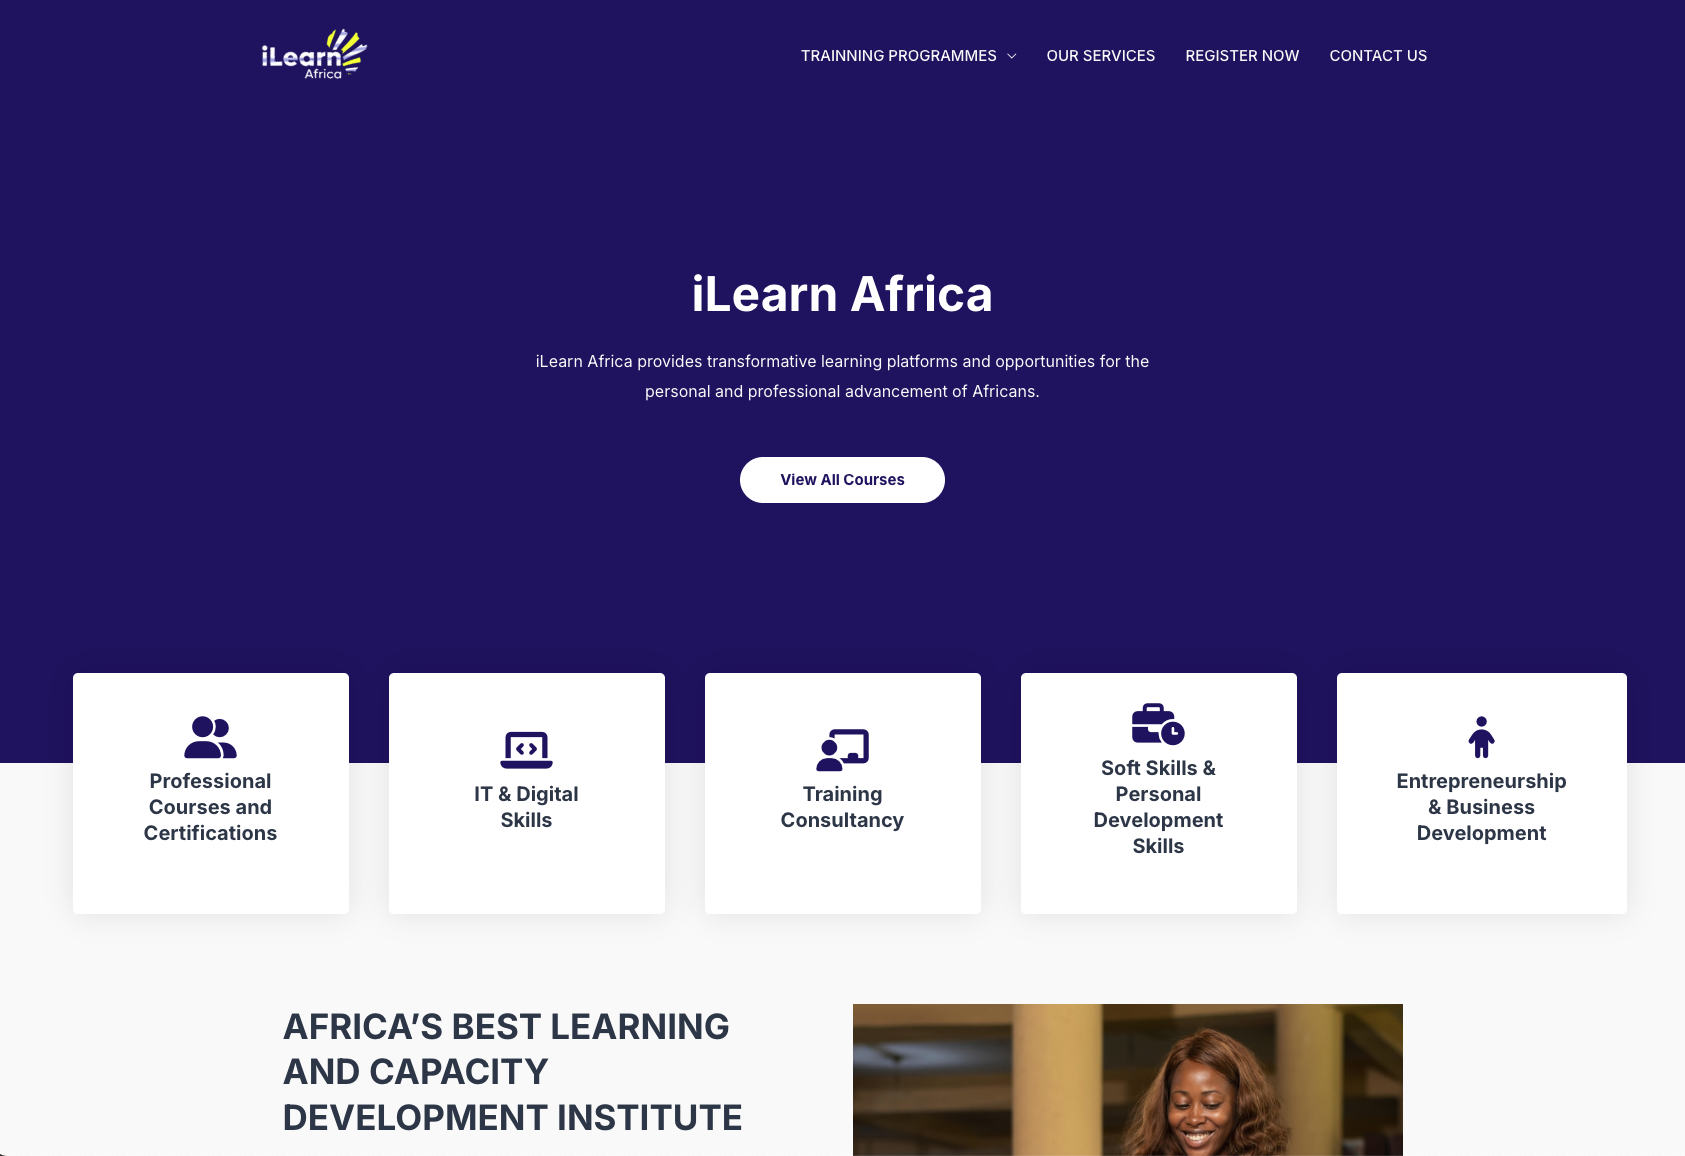 iLearn
Africa
TRAINNING PROGRAMMES
OUR SERVICES
REGISTER NOW
CONTACT US
iLearn Africa
iLearn Africa provides transformative learning platforms and opportunities for the
personal and professional advancement of Africans.
View All Courses
Professional
Courses and
Certifications
IT & Digital
Skills
Training
Consultancy
Soft Skills &
Personal
Development
Skills
Entrepreneurship
& Business
Development
AFRICA’S BEST LEARNING
AND CAPACITY
DEVELOPMENT INSTITUTE